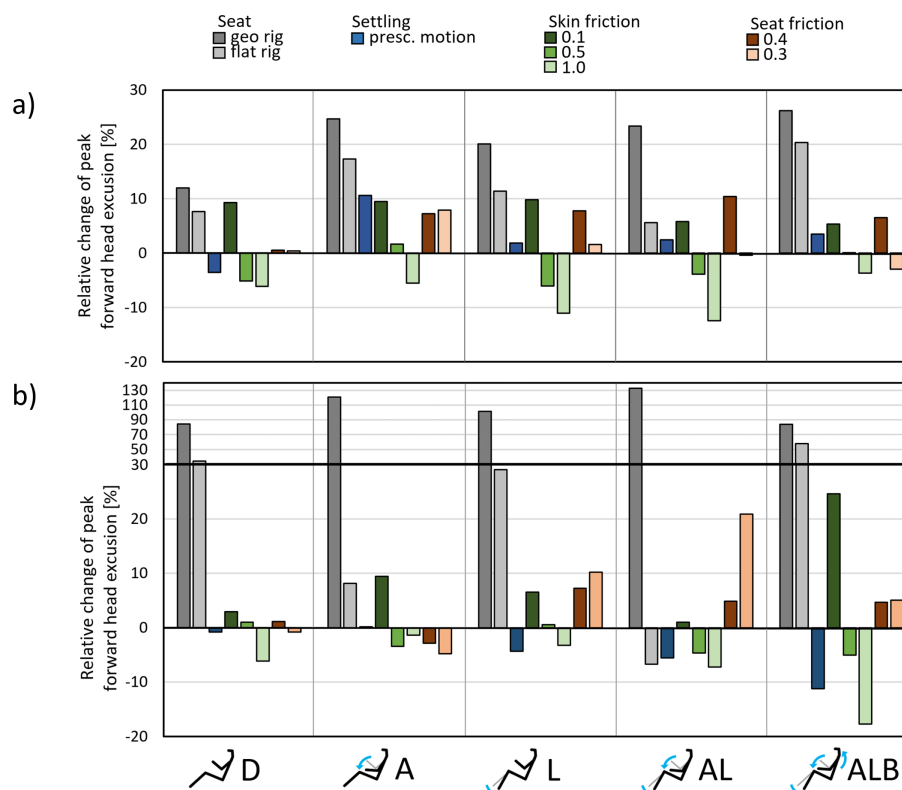 Seat
geo rig
flat rig
Settling
presc. motion
Skin friction
0.1
0.5
1.0
Seat friction
0.4
0.3
a)
Relative change of peak
forward head excusion [%]
30
20
10
0
-10
-20
b)
Relative change of peak
forward head excusion [%]
130
110
90
70
50
30
20
10
0
-10
-20
D
A
L
AL
ALB